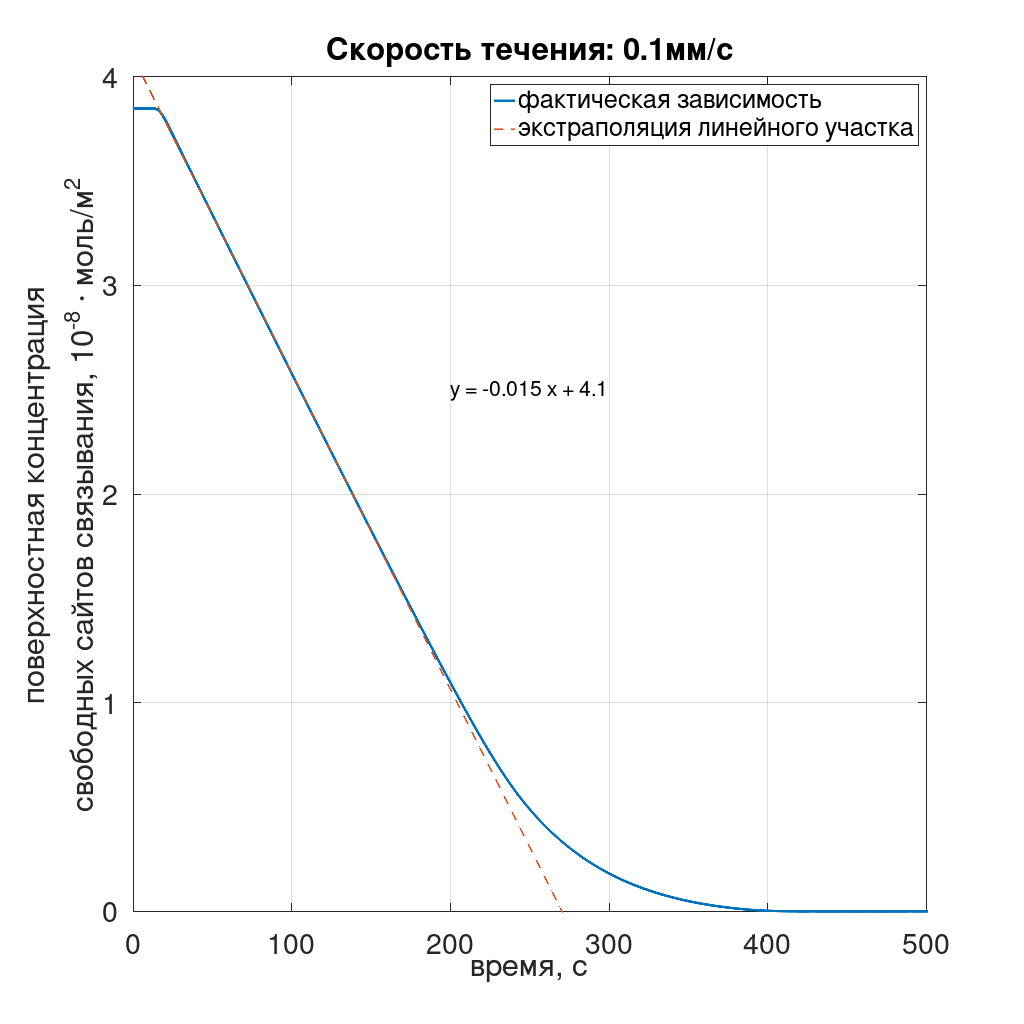 Скорость течения: 0.1мм/с
фактическая зависимость
экстраполяция линейного участка
поверхностная концентрация
свободных сайтов связывания, 10⁻⁸ · моль/м²
4
3
2
1
0
y = -0.015 x + 4.1
0 100 200 300 400 500
время, с